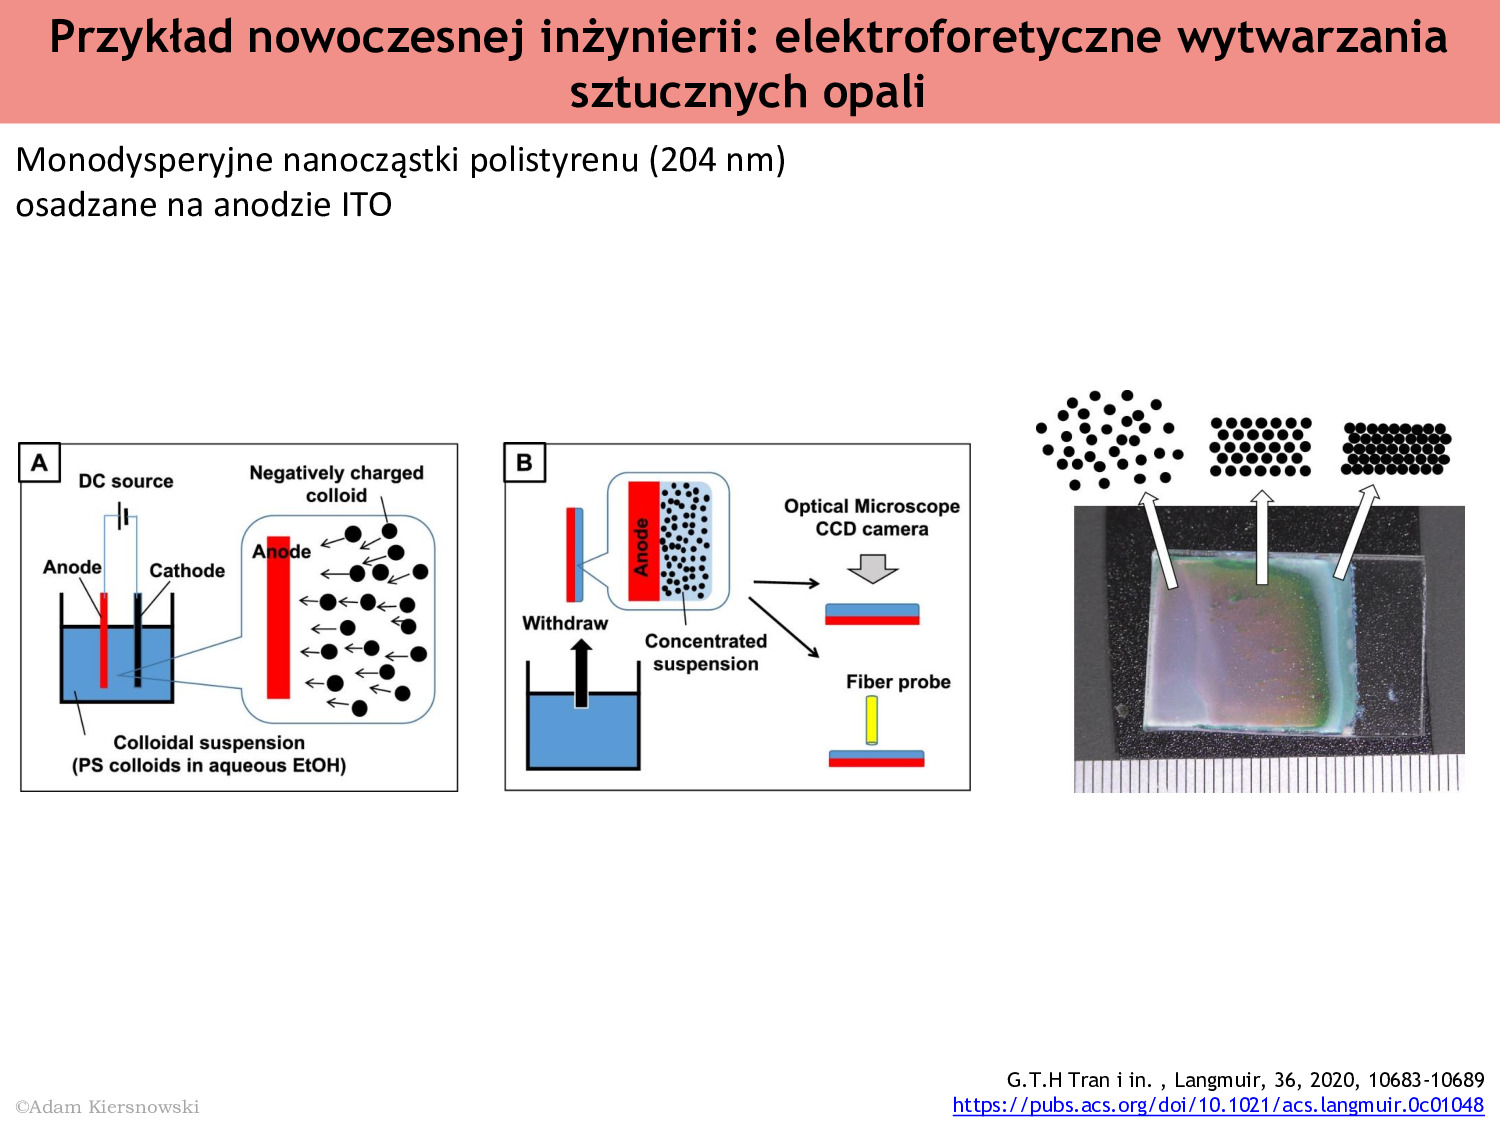 Przykład nowoczesnej inżynierii: elektroforetyczne wytwarzania
sztucznych opali
Monodysperyjne nanocząstki polistyrenu (204 nm)
osadzane na anodzie ITO
A
DC source
Negatively charged
colloid
Anode
Anode
Cathode
Colloidal suspension
(PS colloids in aqueous EtOH)
B
Anode
Optical Microscope
CCD camera
Withdraw
Concentrated
suspension
Fiber probe
G.T.H Tran i in. , Langmuir, 36, 2020, 10683-10689
https://pubs.acs.org/doi/10.1021/acs.langmuir.0c01048
©Adam Kiersnowski